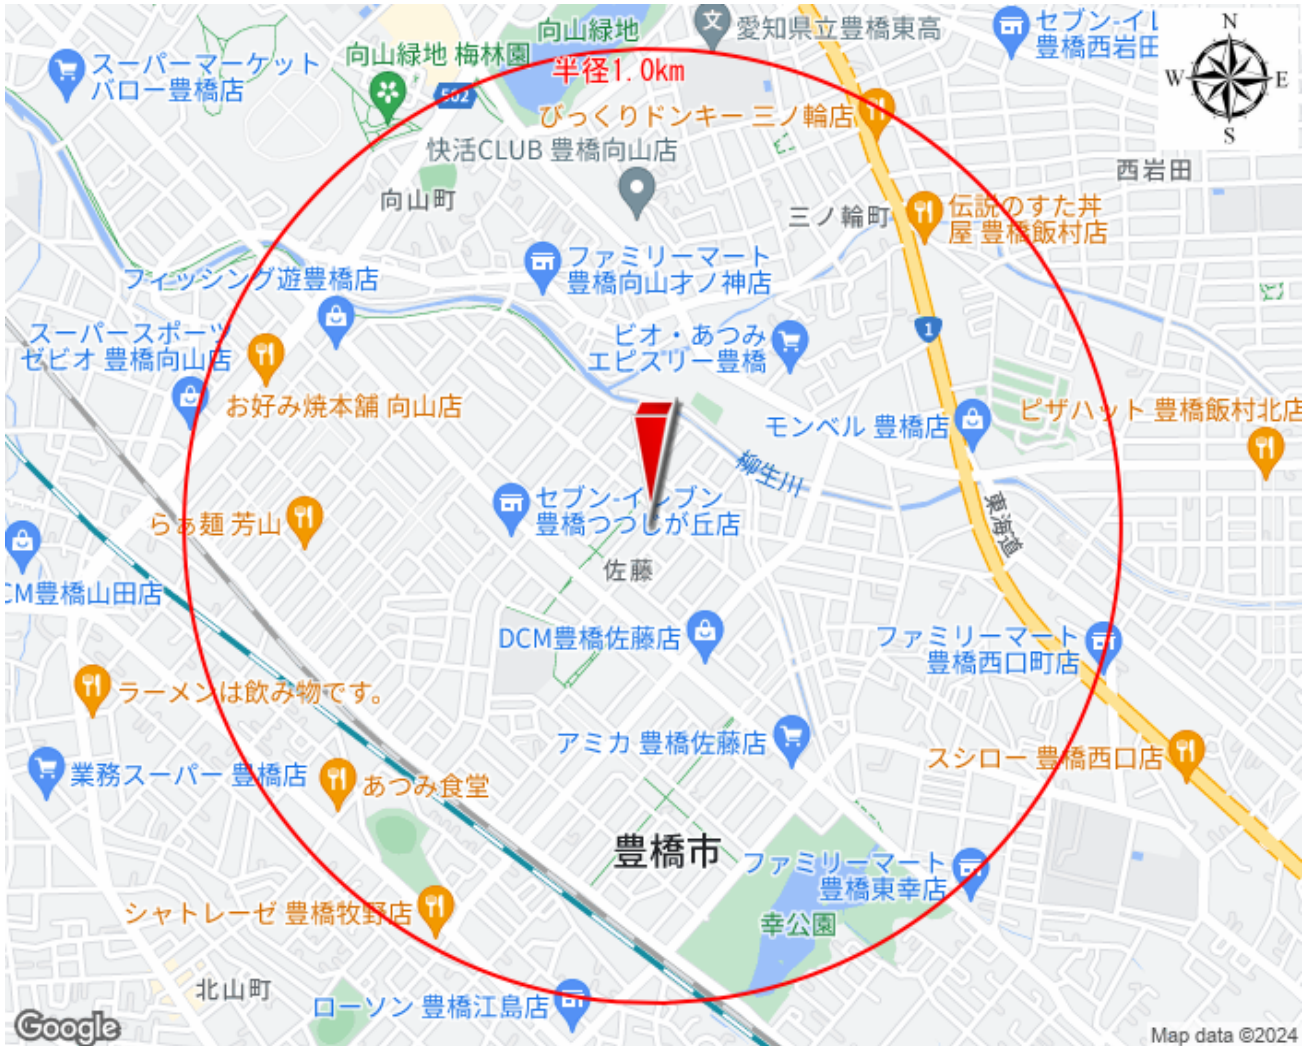 向山緑地
愛知県立豊橋東高
セブン-イレ
豊橋西岩田
N
W
E
S
スーパーマーケット
バロー豊橋店
向山緑地 梅林園
半径1.0km
502
びっくりドンキー 三ノ輪店
快活CLUB 豊橋向山店
西岩田
向山町
三ノ輪町
伝説のすた丼
屋 豊橋飯村店
ファミリーマート
豊橋向山才ノ神店
フィッシング遊豊橋店
スーパースポーツ
ゼビオ 豊橋向山店
ビオ・あつみ
エピスリー豊橋
1
お好み焼本舗 向山店
モンベル 豊橋店
ピザハット 豊橋飯村北店
柳生川
セブン-イレブン
豊橋つつじが丘店
らぁ麺 芳山
東海道
佐藤
CM豊橋山田店
DCM豊橋佐藤店
ファミリーマート
豊橋西口町店
ラーメンは飲み物です。
アミカ 豊橋佐藤店
スシロー 豊橋西口店
業務スーパー 豊橋店
あつみ食堂
豊橋市
ファミリーマート
豊橋東幸店
シャトレーゼ 豊橋牧野店
幸公園
北山町
ローソン 豊橋江島店
Google
Map data ©2024